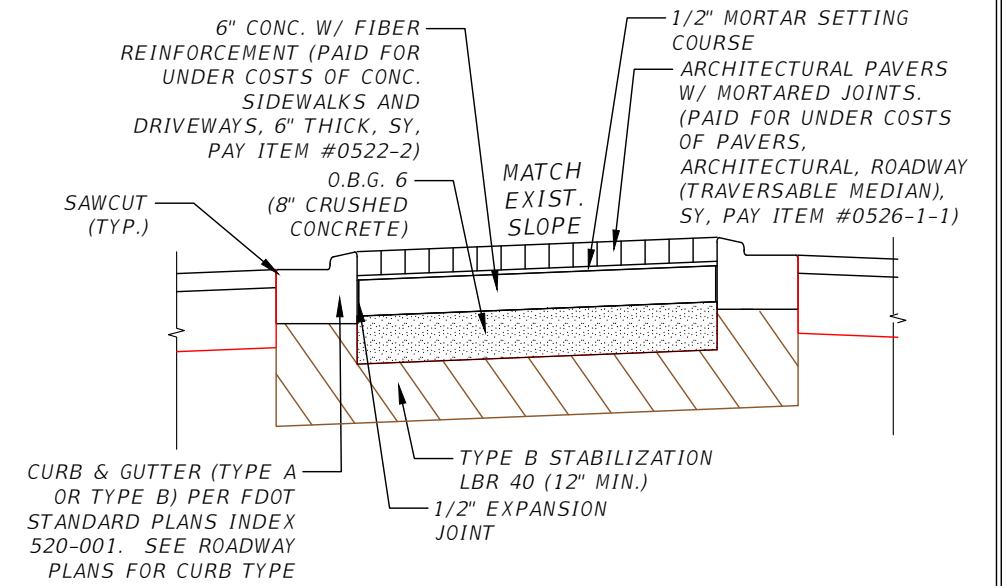 6" CONC. W/ FIBER
REINFORCEMENT (PAID FOR
UNDER COSTS OF CONC.
SIDEWALKS AND
DRIVEWAYS, 6" THICK, SY,
PAY ITEM #0522-2)
O.B.G. 6
(8" CRUSHED
CONCRETE)
SAWCUT
(TYP.)
MATCH
EXIST.
SLOPE
1/2" MORTAR SETTING
COURSE
ARCHITECTURAL PAVERS
W/ MORTARED JOINTS.
(PAID FOR UNDER COSTS
OF PAVERS,
ARCHITECTURAL, ROADWAY
(TRAVERSABLE MEDIAN),
SY, PAY ITEM #0526-1-1)
CURB & GUTTER (TYPE A
OR TYPE B) PER FDOT
STANDARD PLANS INDEX
520-001. SEE ROADWAY
PLANS FOR CURB TYPE
TYPE B STABILIZATION
LBR 40 (12" MIN.)
1/2" EXPANSION
JOINT